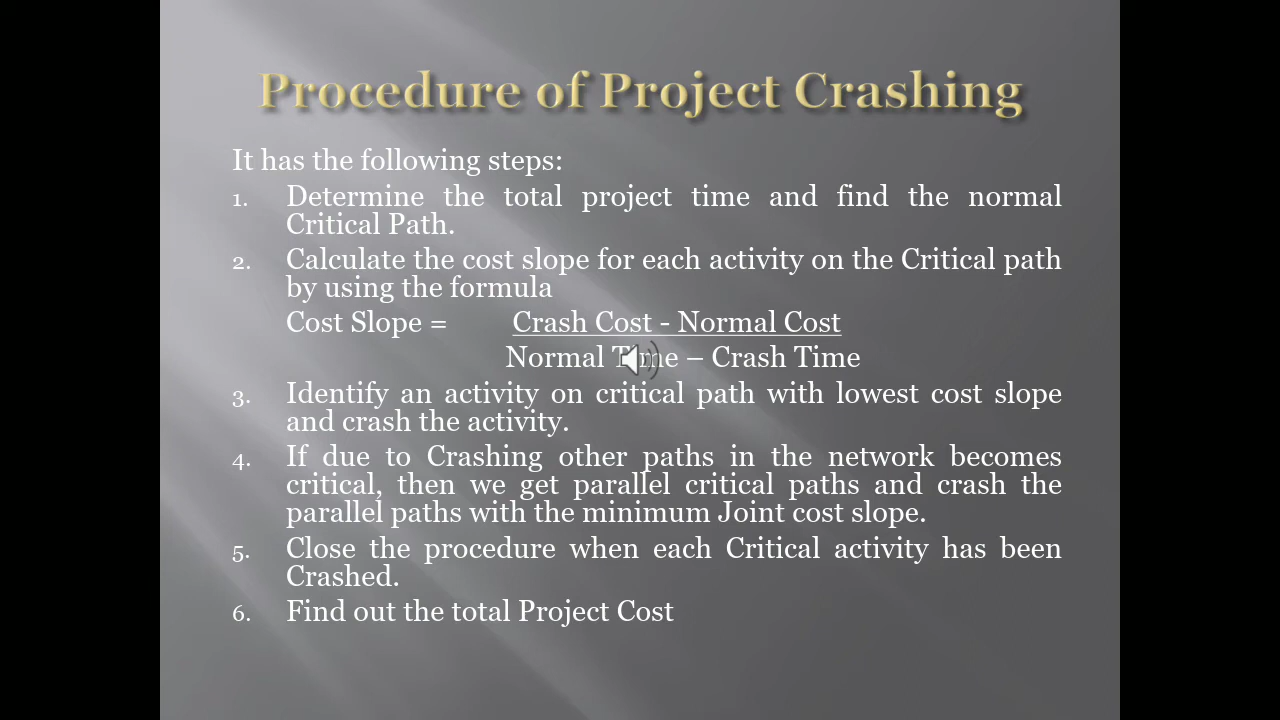 Procedure of Project Crashing
It has the following steps:
1. Determine the total project time and find the normal
Critical Path.
2. Calculate the cost slope for each activity on the Critical path
by using the formula
Cost Slope = Crash Cost - Normal Cost
Normal Time – Crash Time
3. Identify an activity on critical path with lowest cost slope
and crash the activity.
4. If due to Crashing other paths in the network becomes
critical, then we get parallel critical paths and crash the
parallel paths with the minimum Joint cost slope.
5. Close the procedure when each Critical activity has been
Crashed.
6. Find out the total Project Cost